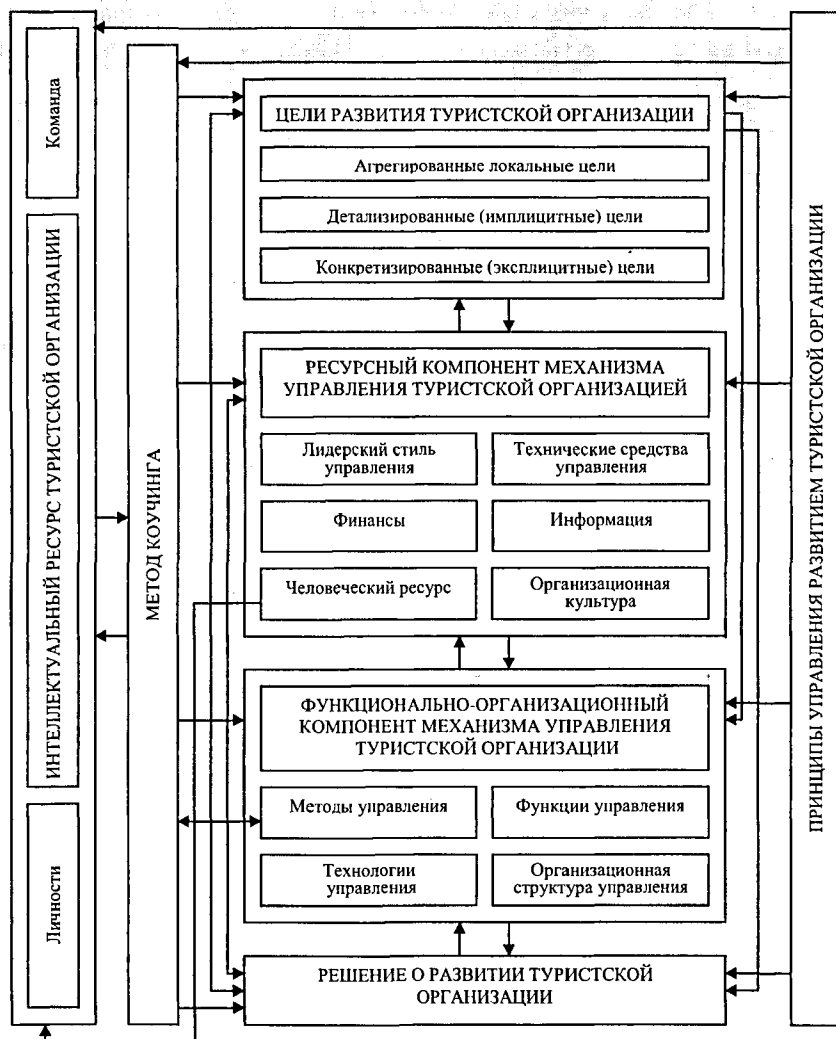 Команда
ИНТЕЛЛЕКТУАЛЬНЫЙ РЕСУРС ТУРИСТСКОЙ ОРГАНИЗАЦИИ
Личности
МЕТОД КОУЧИНГА
ЦЕЛИ РАЗВИТИЯ ТУРИСТСКОЙ ОРГАНИЗАЦИИ
Агрегированные локальные цели
Детализированные (имплицитные) цели
Конкретизированные (эксплицитные) цели
РЕСУРСНЫЙ КОМПОНЕНТ МЕХАНИЗМА
УПРАВЛЕНИЯ ТУРИСТСКОЙ ОРГАНИЗАЦИЕЙ
Лидерский стиль
управления
Технические средства
управления
Финансы
Информация
Человеческий ресурс
Организационная
культура
ФУНКЦИОНАЛЬНО-ОРГАНИЗАЦИОННЫЙ
КОМПОНЕНТ МЕХАНИЗМА УПРАВЛЕНИЯ
ТУРИСТСКОЙ ОРГАНИЗАЦИИ
Методы управления
Функции управления
Технологии
управления
Организационная
структура управления
РЕШЕНИЕ О РАЗВИТИИ ТУРИСТСКОЙ
ОРГАНИЗАЦИИ
ПРИНЦИПЫ УПРАВЛЕНИЯ РАЗВИТИЕМ ТУРИСТСКОЙ ОРГАНИЗАЦИИ